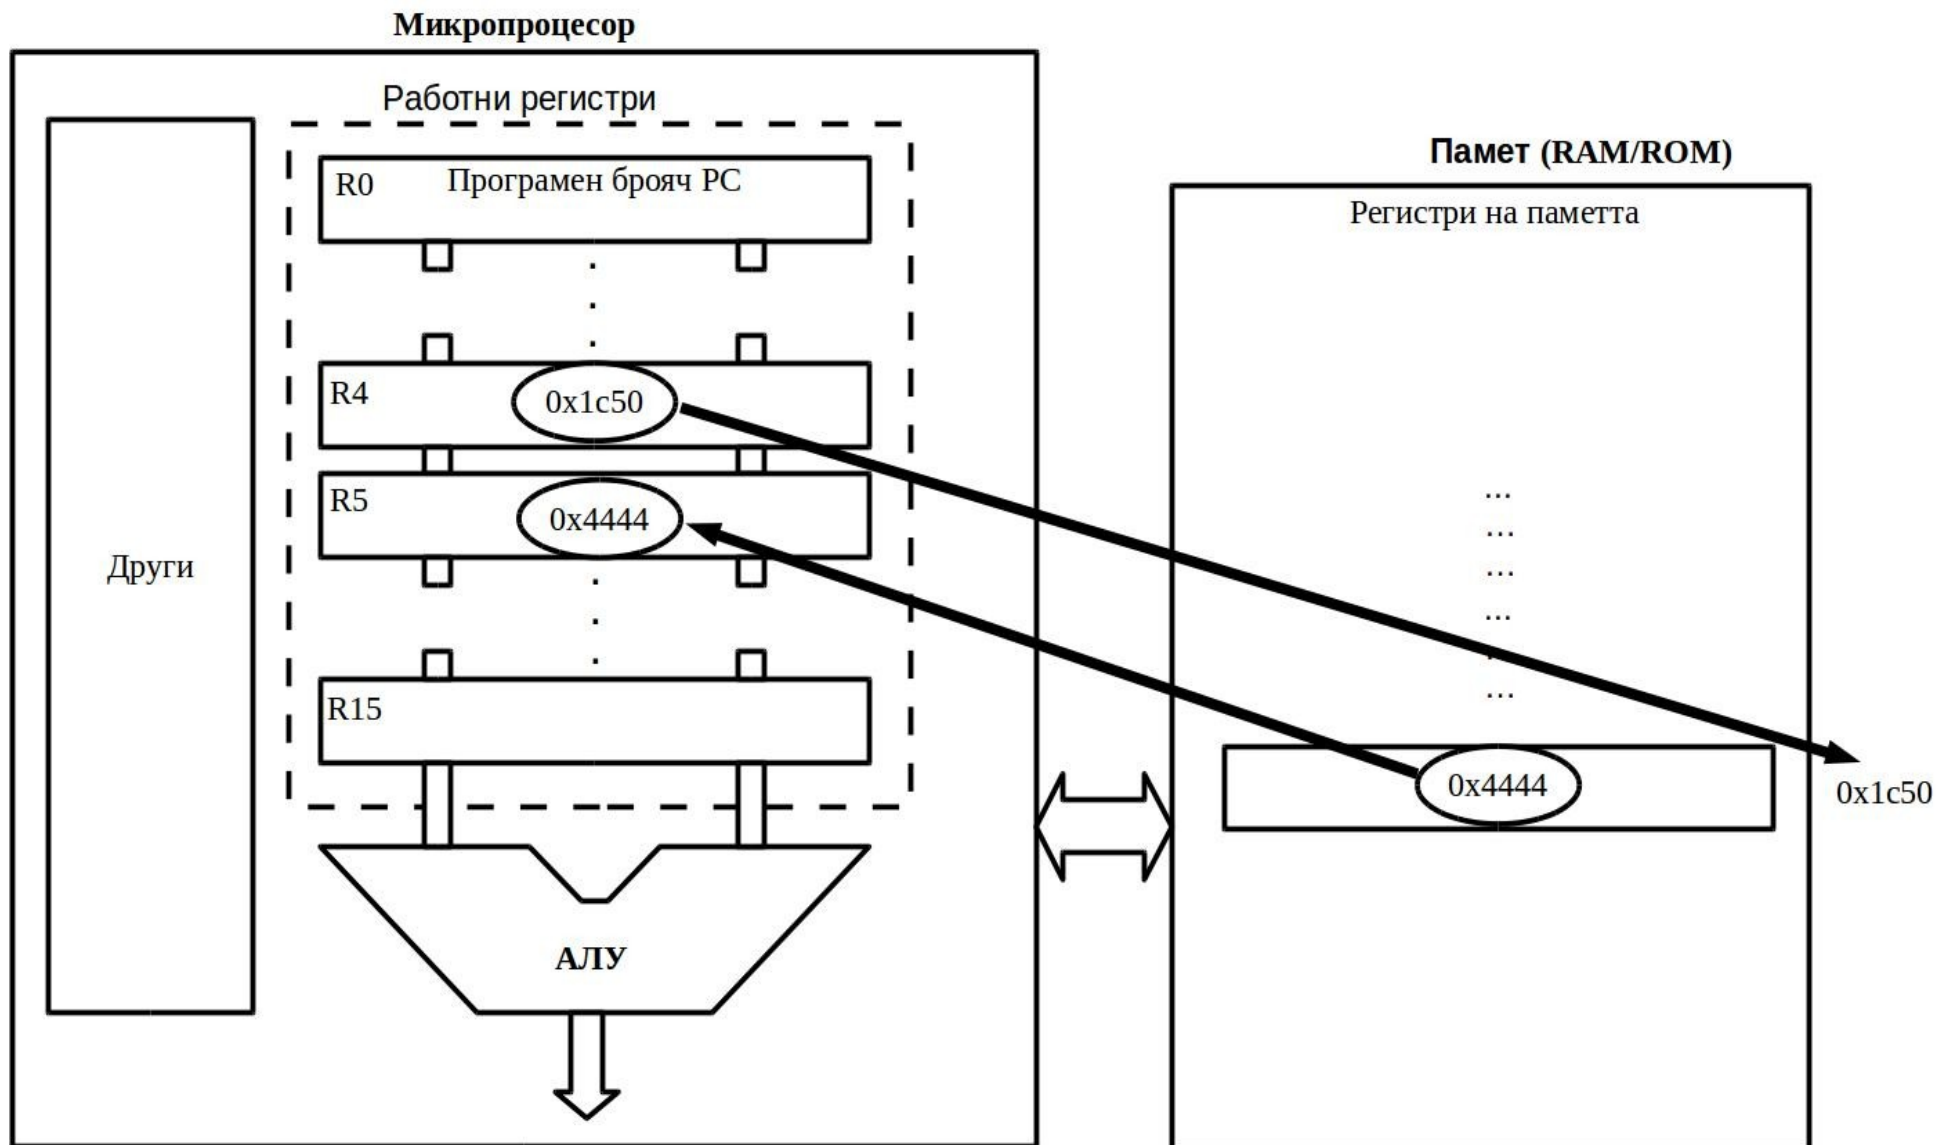 Микропроцесор
Работни регистри
R0
Програмен брояч PC
.
.
.
R4
0x1c50
R5
0x4444
.
.
.
R15
АЛУ
Други
Памет (RAM/ROM)
Регистри на паметта
...
...
...
...
...
0x4444
0x1c50